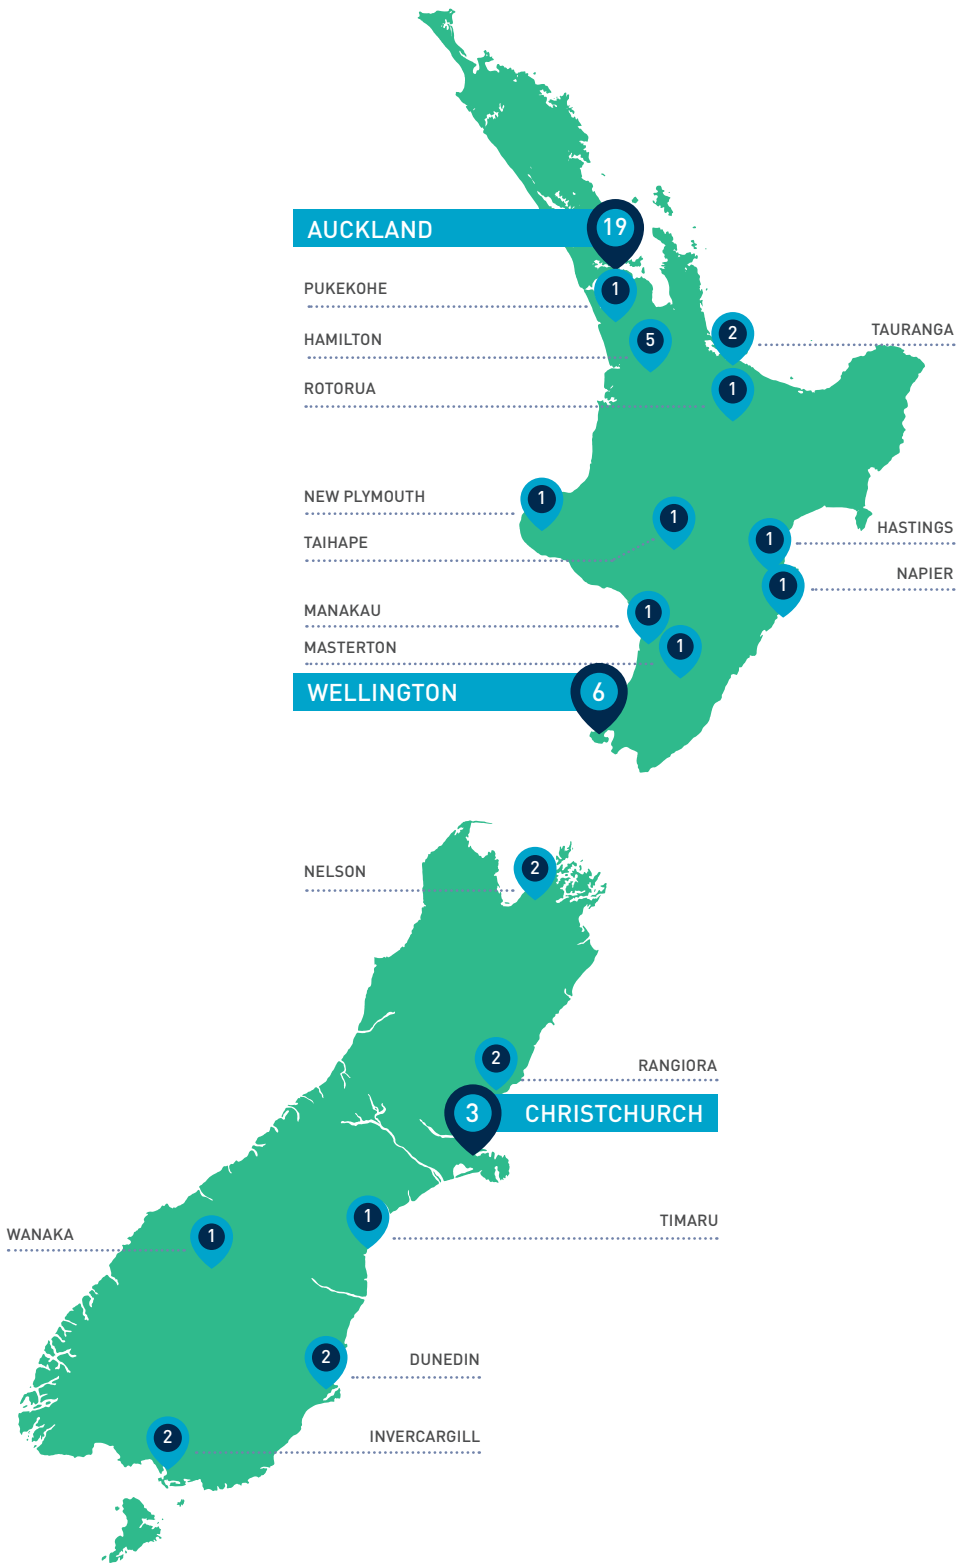 AUCKLAND 19
PUKEKOHE 1
HAMILTON 5
2 TAURANGA
ROTORUA 1
NEW PLYMOUTH 1
TAIHAPE 1
1 HASTINGS
1 NAPIER
MANAKAU 1
MASTERTON 1
WELLINGTON 6
NELSON 2
2 RANGIORA
3 CHRISTCHURCH
1 TIMARU
WANAKA 1
2 DUNEDIN
2 INVERCARGILL